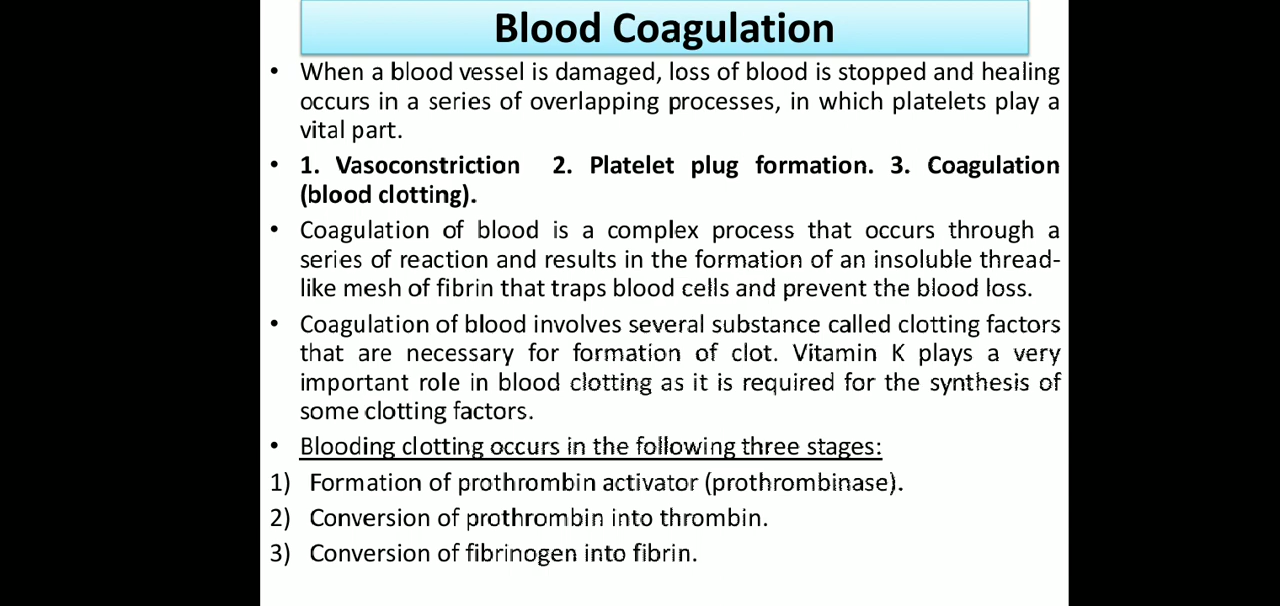 Blood Coagulation
• When a blood vessel is damaged, loss of blood is stopped and healing
occurs in a series of overlapping processes, in which platelets play a
vital part.
• 1. Vasoconstriction 2. Platelet plug formation. 3. Coagulation
(blood clotting).
• Coagulation of blood is a complex process that occurs through a
series of reaction and results in the formation of an insoluble thread-
like mesh of fibrin that traps blood cells and prevent the blood loss.
• Coagulation of blood involves several substance called clotting factors
that are necessary for formation of clot. Vitamin K plays a very
important role in blood clotting as it is required for the synthesis of
some clotting factors.
• Blooding clotting occurs in the following three stages:
1) Formation of prothrombin activator (prothrombinase).
2) Conversion of prothrombin into thrombin.
3) Conversion of fibrinogen into fibrin.